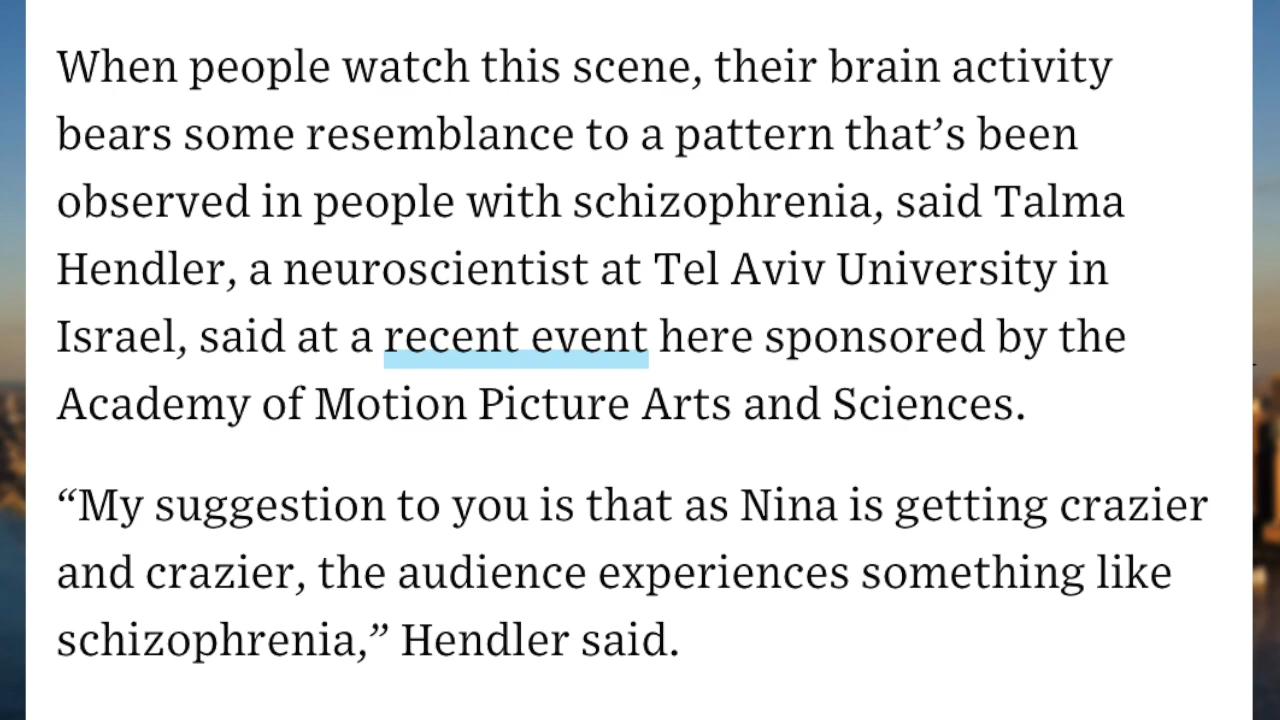 When people watch this scene, their brain activity
bears some resemblance to a pattern that’s been
observed in people with schizophrenia, said Talma
Hendler, a neuroscientist at Tel Aviv University in
Israel, said at a recent event here sponsored by the
Academy of Motion Picture Arts and Sciences.
“My suggestion to you is that as Nina is getting crazier
and crazier, the audience experiences something like
schizophrenia,” Hendler said.